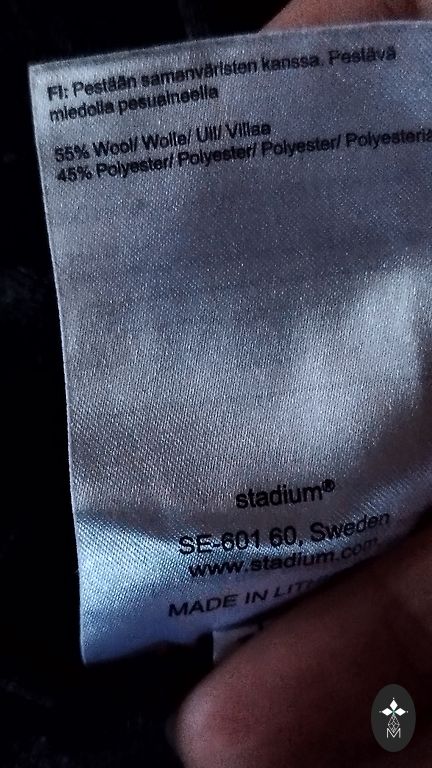 FI: Pestään samanväristen kanssa. Pestävä
miedolla pesuaineella
55% Wool/ Wolle/ Ull/ Villaa
45% Polyester/ Polyester/ Polyester/ Polyesteria
stadium®
SE-601 60, Sweden
www.stadium.com
MADE IN